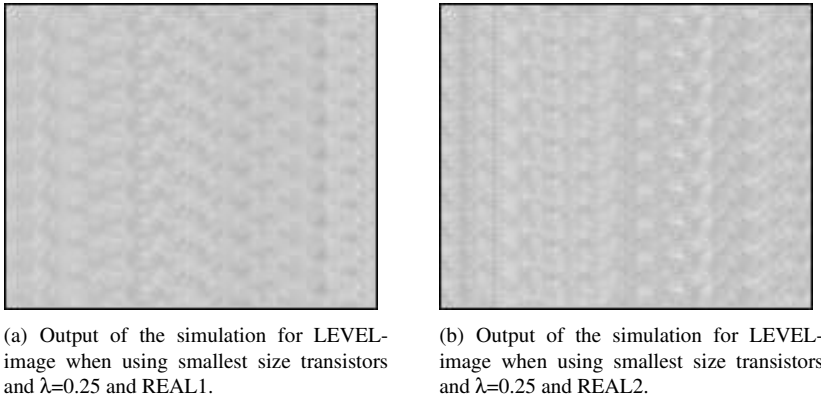 (a) Output of the simulation for LEVEL-
image when using smallest size transistors
and λ=0.25 and REAL1.
(b) Output of the simulation for LEVEL-
image when using smallest size transistors
and λ=0.25 and REAL2.